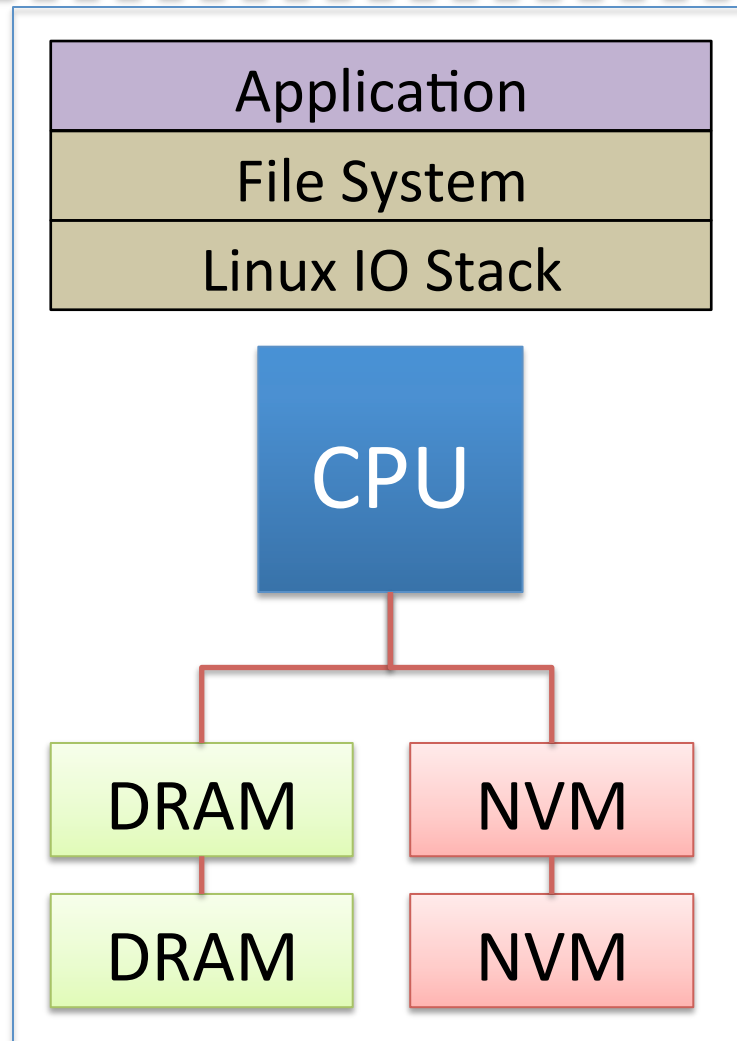 Application
File System
Linux IO Stack
CPU
DRAM
NVM
DRAM
NVM